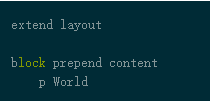 extend layout
block prepend content
    p World